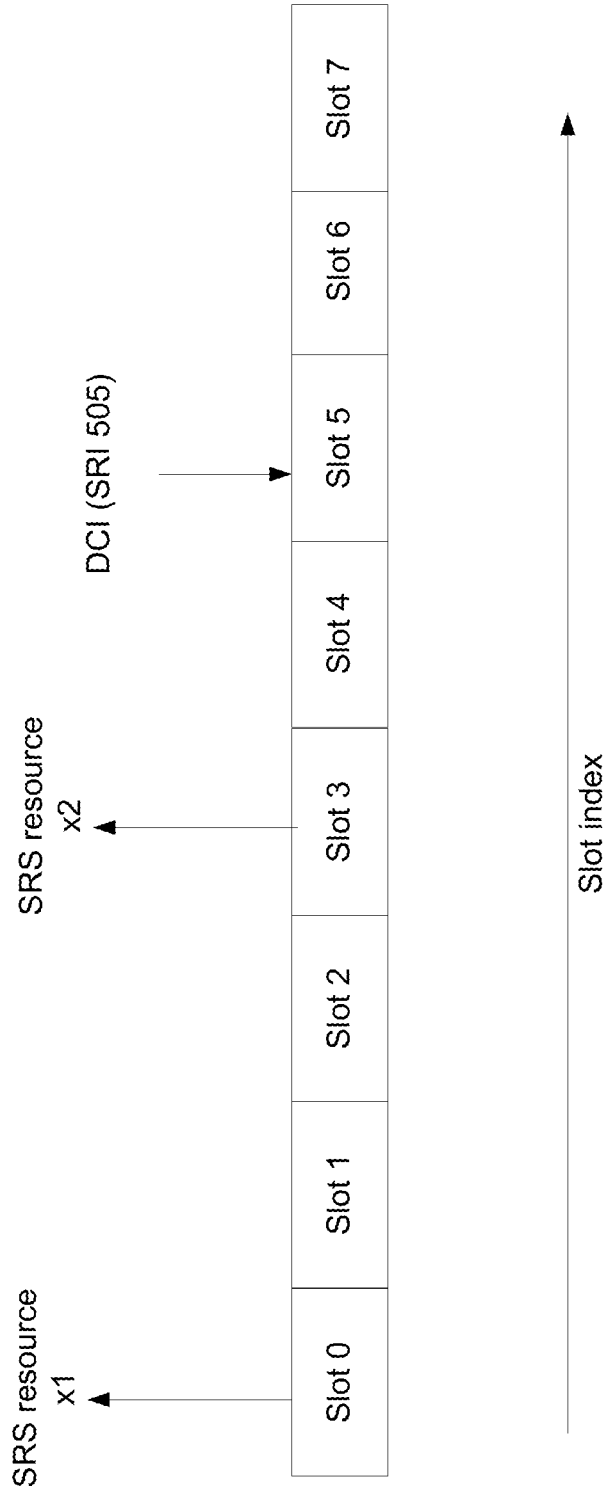 SRS resource
x1
SRS resource
x2
DCI (SRI 505)
Slot 0
Slot 1
Slot 2
Slot 3
Slot 4
Slot 5
Slot 6
Slot 7
Slot index